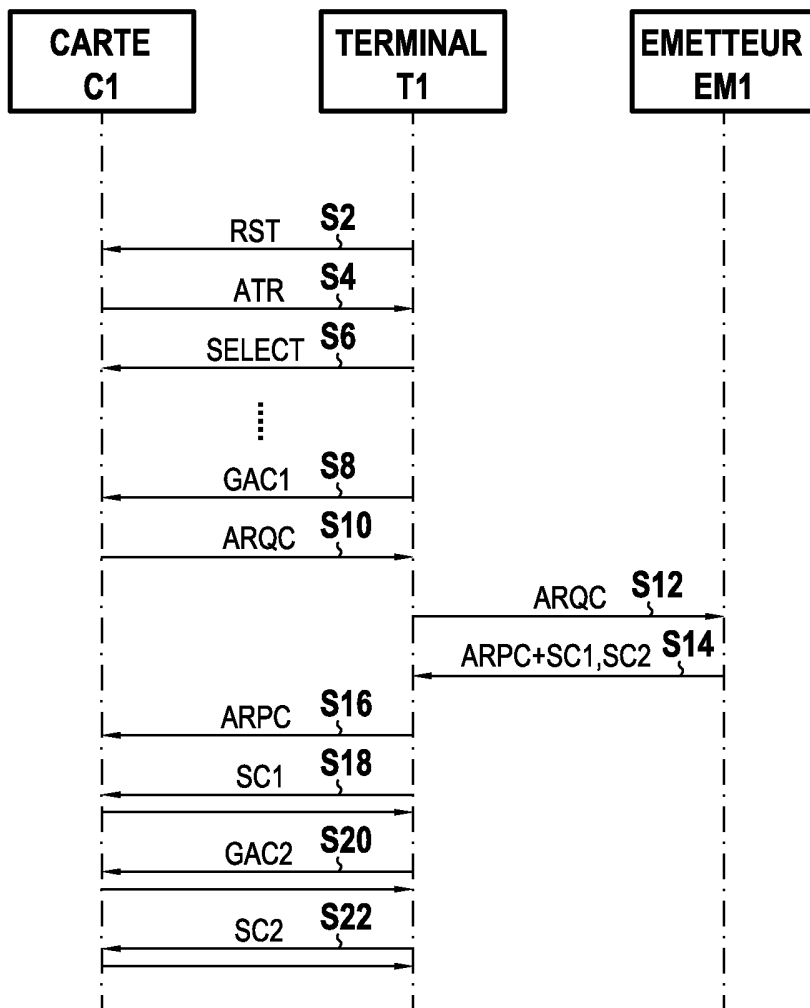 CARTE
C1
TERMINAL
T1
EMETTEUR
EM1
RST S2
ATR S4
SELECT S6
GAC1 S8
ARQC S10
ARQC S12
ARPC+SC1,SC2 S14
ARPC S16
SC1 S18
GAC2 S20
SC2 S22